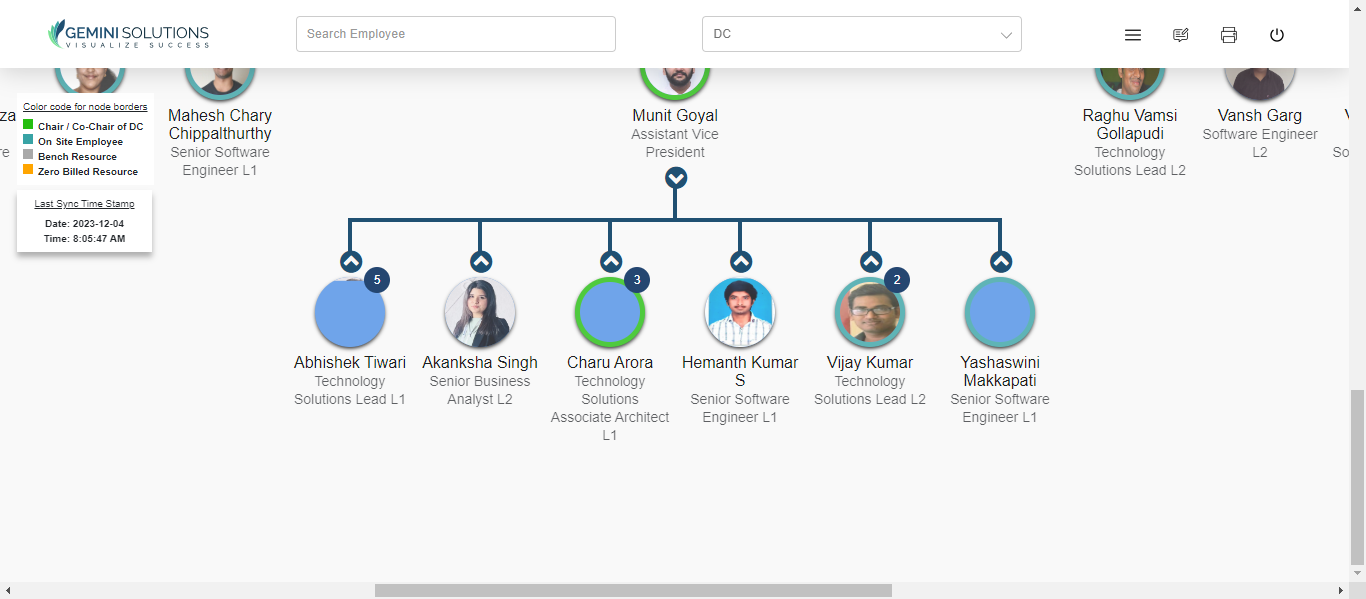 GEMINI SOLUTIONS
VISUALIZE SUCCESS
Search Employee
DC
Color code for node borders
Chair / Co-Chair of DC
On Site Employee
Bench Resource
Zero Billed Resource
Last Sync Time Stamp
Date: 2023-12-04
Time: 8:05:47 AM
za
re
Mahesh Chary
Chippalthurthy
Senior Software
Engineer L1
Munit Goyal
Assistant Vice
President
Raghu Vamsi
Gollapudi
Technology
Solutions Lead L2
Vansh Garg
Software Engineer
L2
V
So
5
Abhishek Tiwari
Technology
Solutions Lead L1
Akanksha Singh
Senior Business
Analyst L2
3
Charu Arora
Technology
Solutions
Associate Architect
L1
Hemanth Kumar
S
Senior Software
Engineer L1
2
Vijay Kumar
Technology
Solutions Lead L2
Yashaswini
Makkapati
Senior Software
Engineer L1